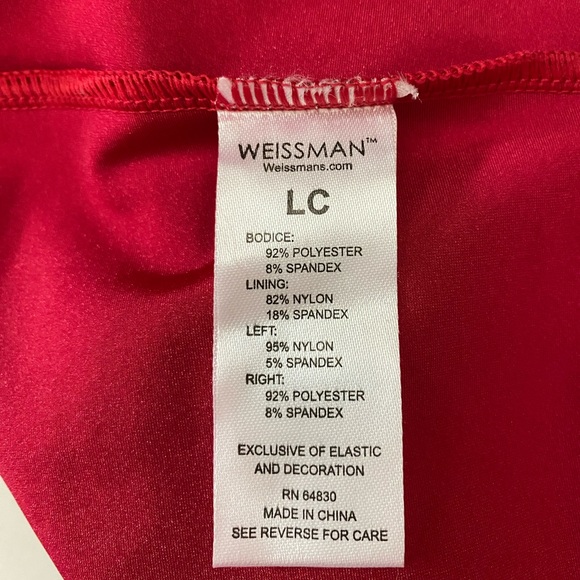 WEISSMAN™
Weissmans.com
LC
BODICE:
92% POLYESTER
8% SPANDEX
LINING:
82% NYLON
18% SPANDEX
LEFT:
95% NYLON
5% SPANDEX
RIGHT:
92% POLYESTER
8% SPANDEX
EXCLUSIVE OF ELASTIC
AND DECORATION
RN 64830
MADE IN CHINA
SEE REVERSE FOR CARE